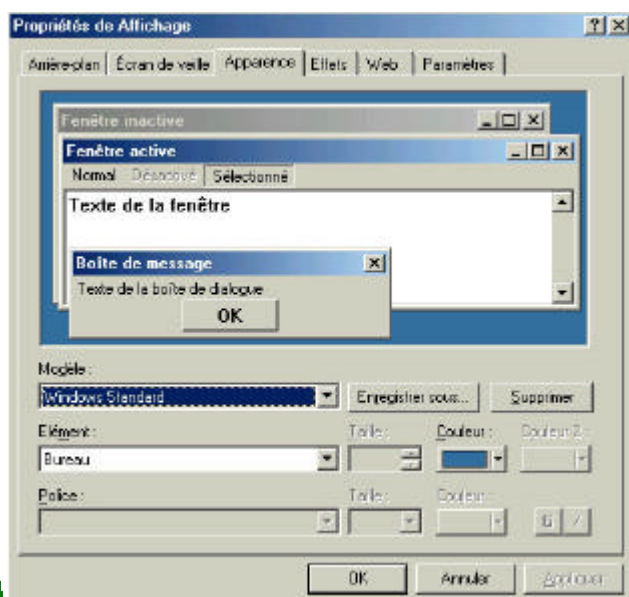 Propriétés de Affichage
Arrière-plan Écran de veille Apparence Effets Web Paramètres
Fenêtre inactive
Fenêtre active
Normal Désactivé Sélectionné
Texte de la fenêtre
Boîte de message
Texte de la boîte de dialogue
OK
Modèle :
Windows Standard Enregistrer sous... Supprimer
Elément : Taille : Couleur : Couleur 2 :
Bureau
Police : Taille : Couleur :
G I
OK Annuler Appliquer